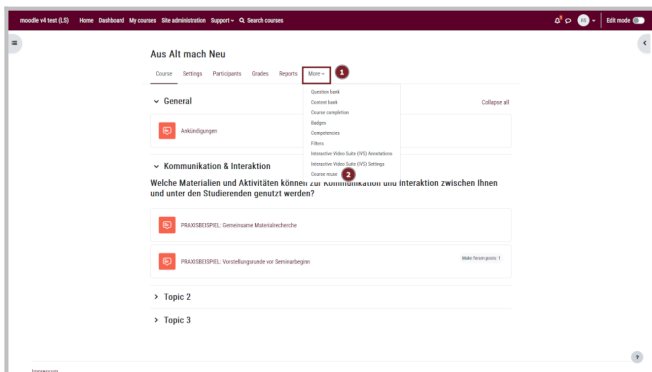 moodle v4 test (LS) Home Dashboard My courses Site administration Support Search courses Edit mode
Aus Alt mach Neu
Course Settings Participants Grades Reports More 1
Question bank
Content bank
Course completion
Badges
Competencies
Filters
Interactive Video Suite (IVS) Annotations
Interactive Video Suite (IVS) Settings
Course reuse 2
General Collapse all
Ankündigungen
Kommunikation & Interaktion
Welche Materialien und Aktivitäten können zur Kommunikation und Interaktion zwischen Ihnen
und unter den Studierenden genutzt werden?
PRAXISBEISPIEL: Gemeinsame Materialrecherche
PRAXISBEISPIEL: Vorstellungsrunde vor Seminarbeginn Make forum posts: 1
Topic 2
Topic 3
?
Impressum